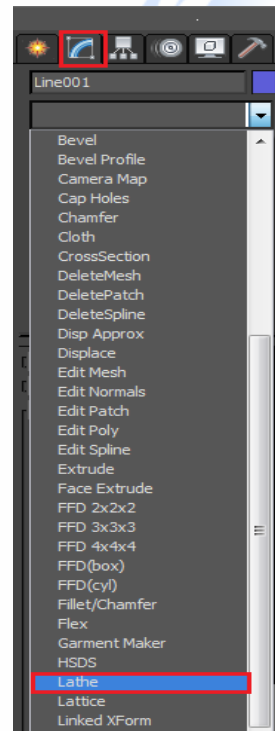 Line001
Bevel
Bevel Profile
Camera Map
Cap Holes
Chamfer
Cloth
CrossSection
DeleteMesh
DeletePatch
DeleteSpline
Disp Approx
Displace
Edit Mesh
Edit Normals
Edit Patch
Edit Poly
Edit Spline
Extrude
Face Extrude
FFD 2x2x2
FFD 3x3x3
FFD 4x4x4
FFD(box)
FFD(cyl)
Fillet/Chamfer
Flex
Garment Maker
HSDS
Lathe
Lattice
Linked XForm